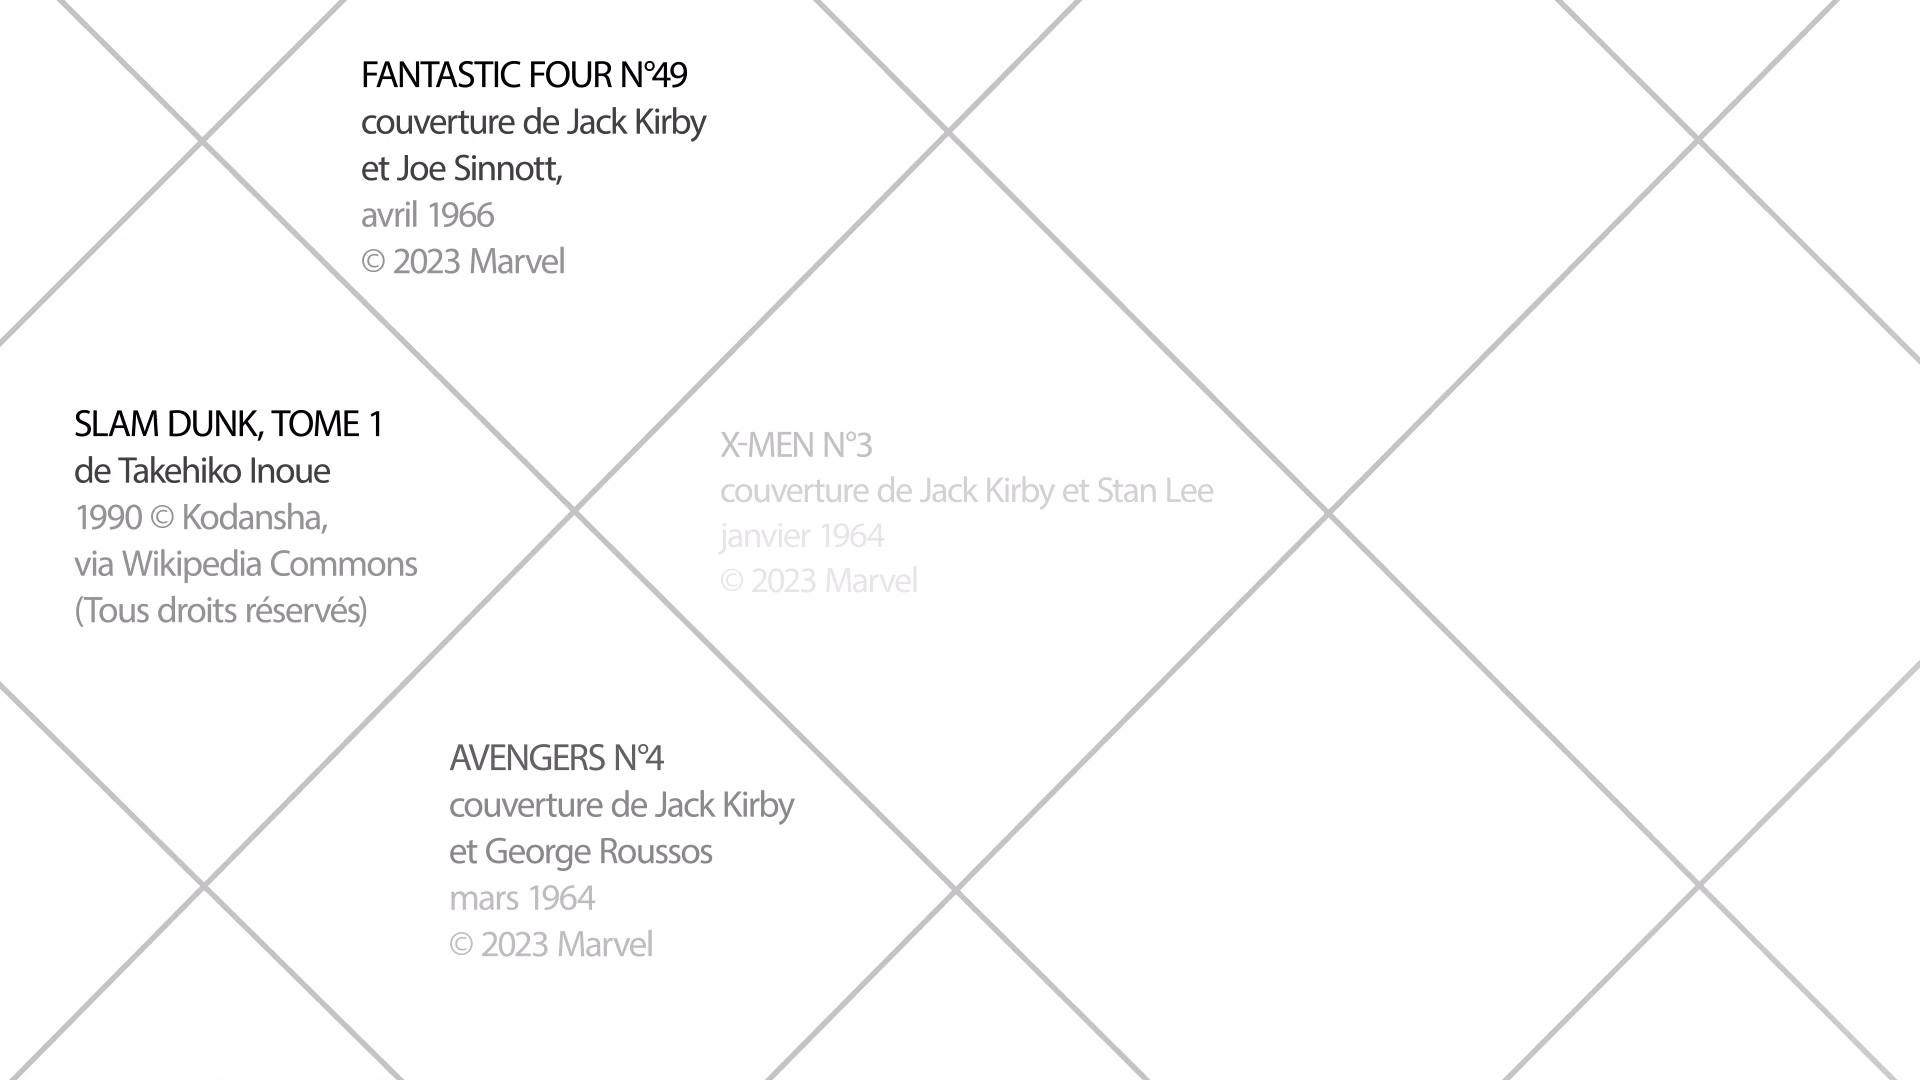 FANTASTIC FOUR N°49
couverture de Jack Kirby
et Joe Sinnott,
avril 1966
© 2023 Marvel
SLAM DUNK, TOME 1
de Takehiko Inoue
1990 © Kodansha,
via Wikipedia Commons
(Tous droits réservés)
X-MEN N°3
couverture de Jack Kirby et Stan Lee
janvier 1964
© 2023 Marvel
AVENGERS N°4
couverture de Jack Kirby
et George Roussos
mars 1964
© 2023 Marvel